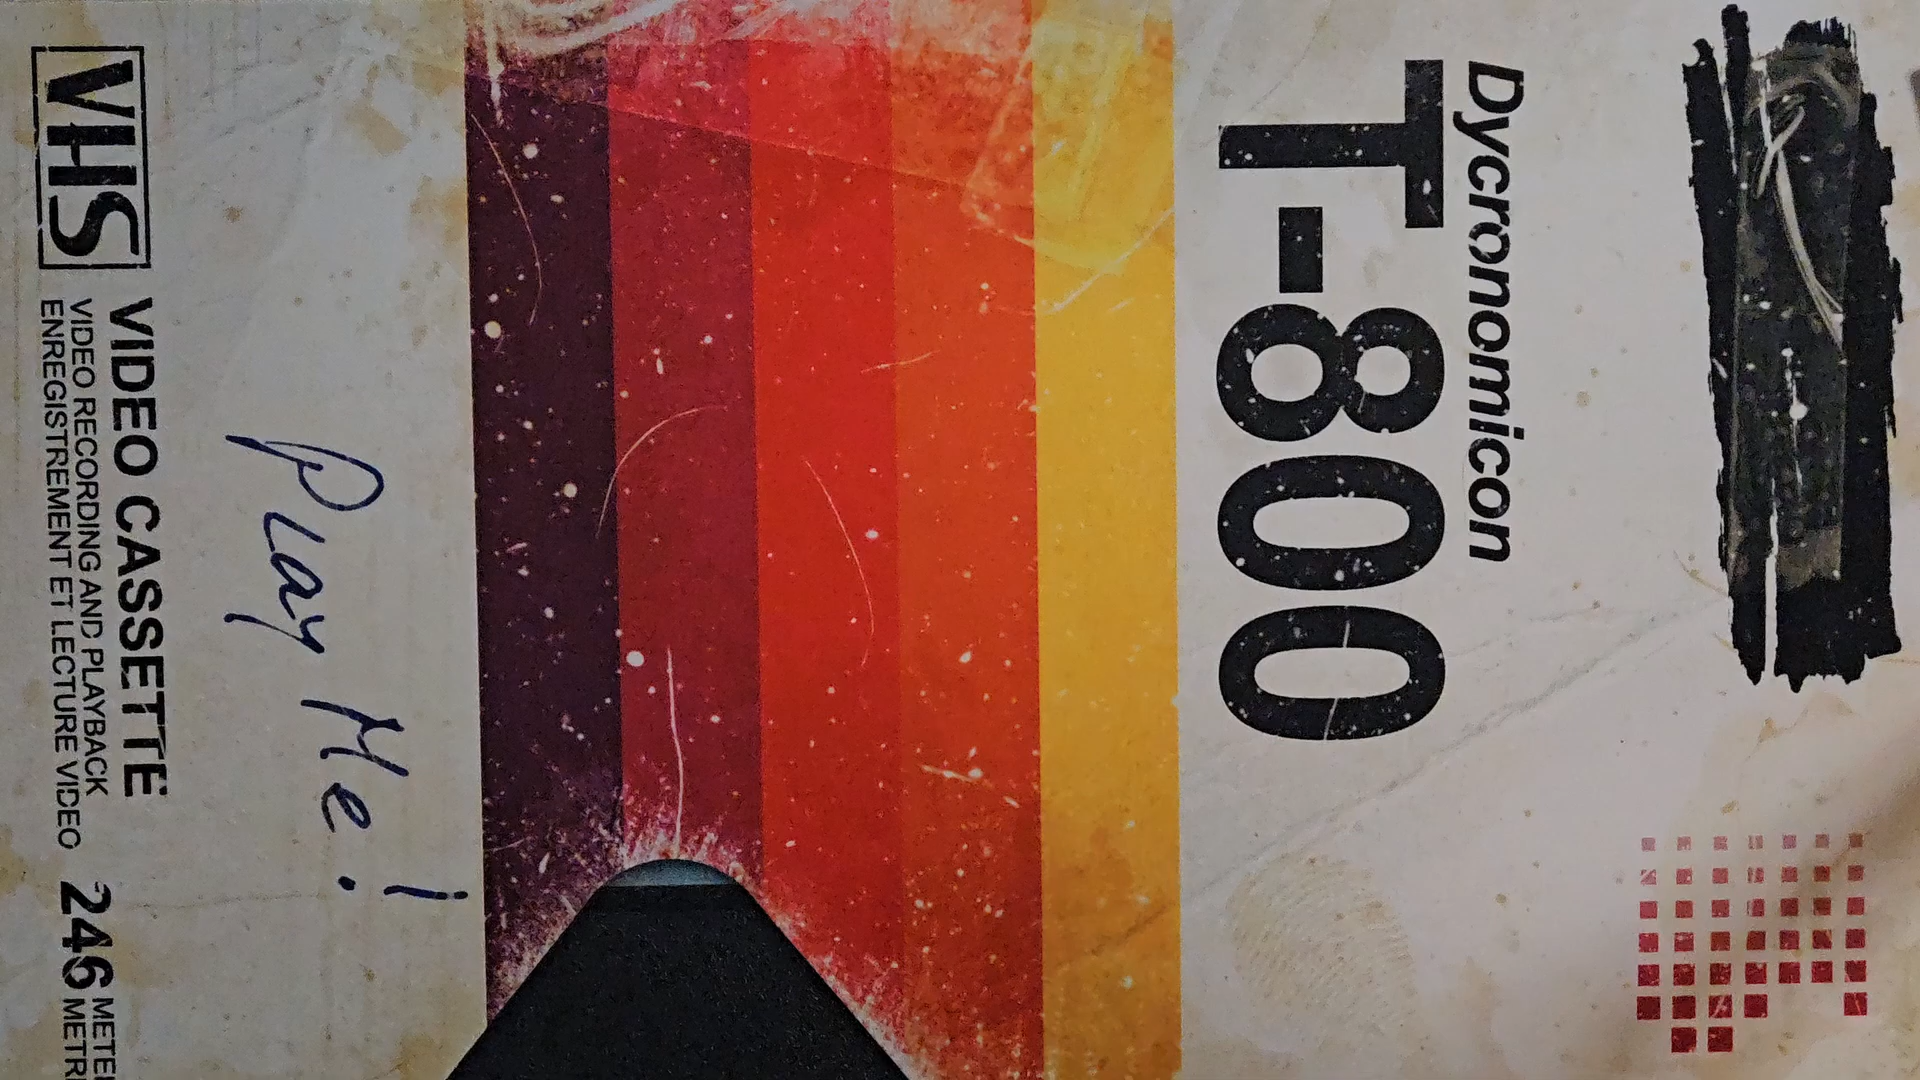 Dycronomicon
T-800
Play Me!
VHS
VIDEO CASSETTE
VIDEO RECORDING AND PLAYBACK
ENREGISTREMENT ET LECTURE VIDEO
246